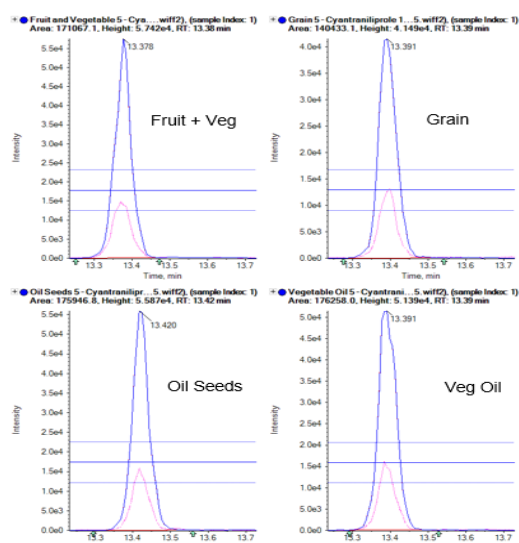 Fruit and Vegetable 5 - Cya.....wiff2), (sample Index: 1)
Area: 171067.1, Height: 5.742e4, RT: 13.38 min
13.378
5.5e4
5.0e4
4.5e4
4.0e4
3.5e4
3.0e4
2.5e4
2.0e4
1.5e4
1.0e4
5.0e3
0.0e0
Intensity
Fruit + Veg
13.3 13.4 13.5 13.6 13.7
Time, min
Grain 5 - Cyantraniliprole 1...5.wiff2), (sample Index: 1)
Area: 140433.1, Height: 4.149e4, RT: 13.39 min
13.391
4.0e4
3.5e4
3.0e4
2.5e4
2.0e4
1.5e4
1.0e4
5.0e3
0.0e0
Intensity
Grain
13.3 13.4 13.5 13.6 13.7
Time, min
Oil Seeds 5 - Cyantranilipr...5.wiff2), (sample Index: 1)
Area: 175946.8, Height: 5.587e4, RT: 13.42 min
13.420
5.5e4
5.0e4
4.5e4
4.0e4
3.5e4
3.0e4
2.5e4
2.0e4
1.5e4
1.0e4
5.0e3
0.0e0
Intensity
Oil Seeds
13.3 13.4 13.5 13.6 13.7
Vegetable Oil 5 - Cyantrani...5.wiff2), (sample Index: 1)
Area: 176258.0, Height: 5.139e4, RT: 13.39 min
13.391
5.0e4
4.5e4
4.0e4
3.5e4
3.0e4
2.5e4
2.0e4
1.5e4
1.0e4
5.0e3
0.0e0
Intensity
Veg Oil
13.3 13.4 13.5 13.6 13.7